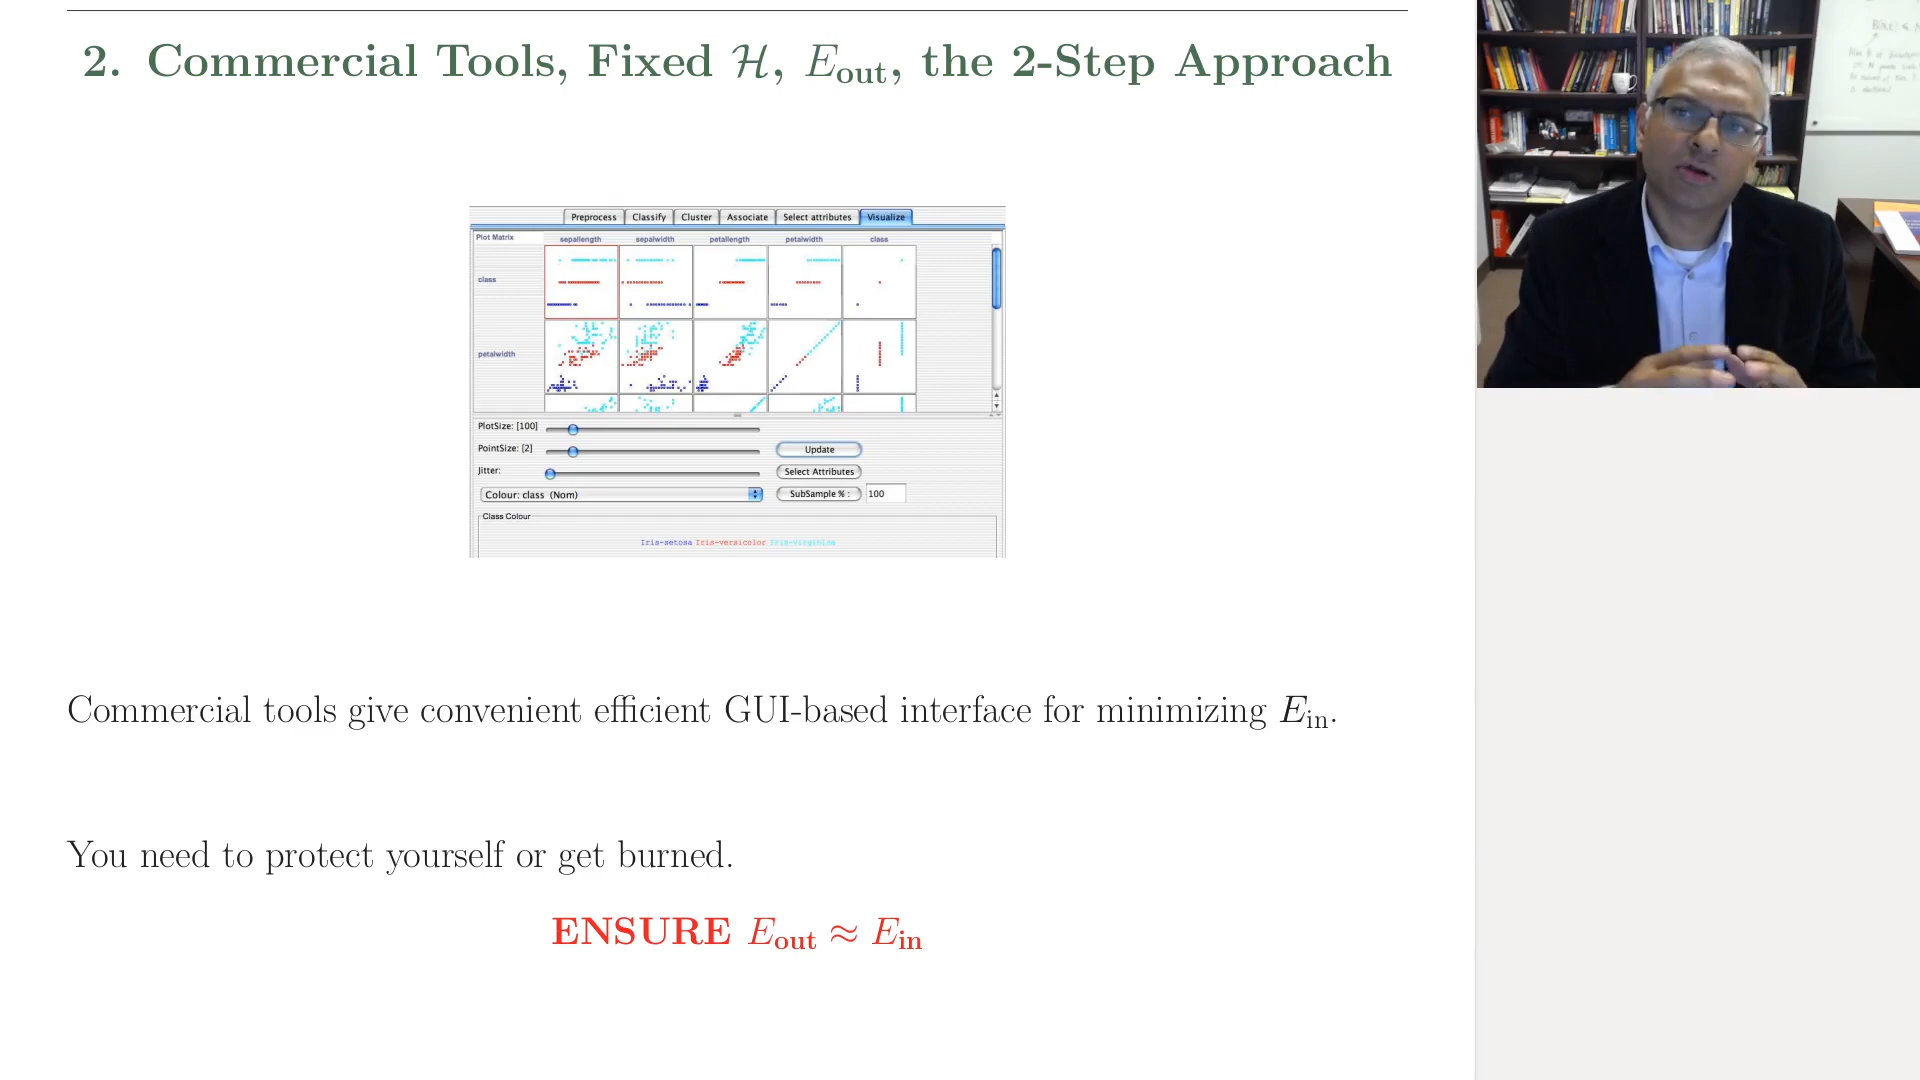 2. Commercial Tools, Fixed ℋ, E_out, the 2-Step Approach
Preprocess Classify Cluster Associate Select attributes Visualize
Plot Matrix sepallength sepalwidth petallength petalwidth class
class
petalwidth
PlotSize: [100]
PointSize: [2] Update
Jitter: Select Attributes
Colour: class (Nom) SubSample % : 100
Class Colour
Iris-setosa Iris-versicolor Iris-virginica
Commercial tools give convenient efficient GUI-based interface for minimizing E_in.
You need to protect yourself or get burned.
ENSURE E_out ≈ E_in